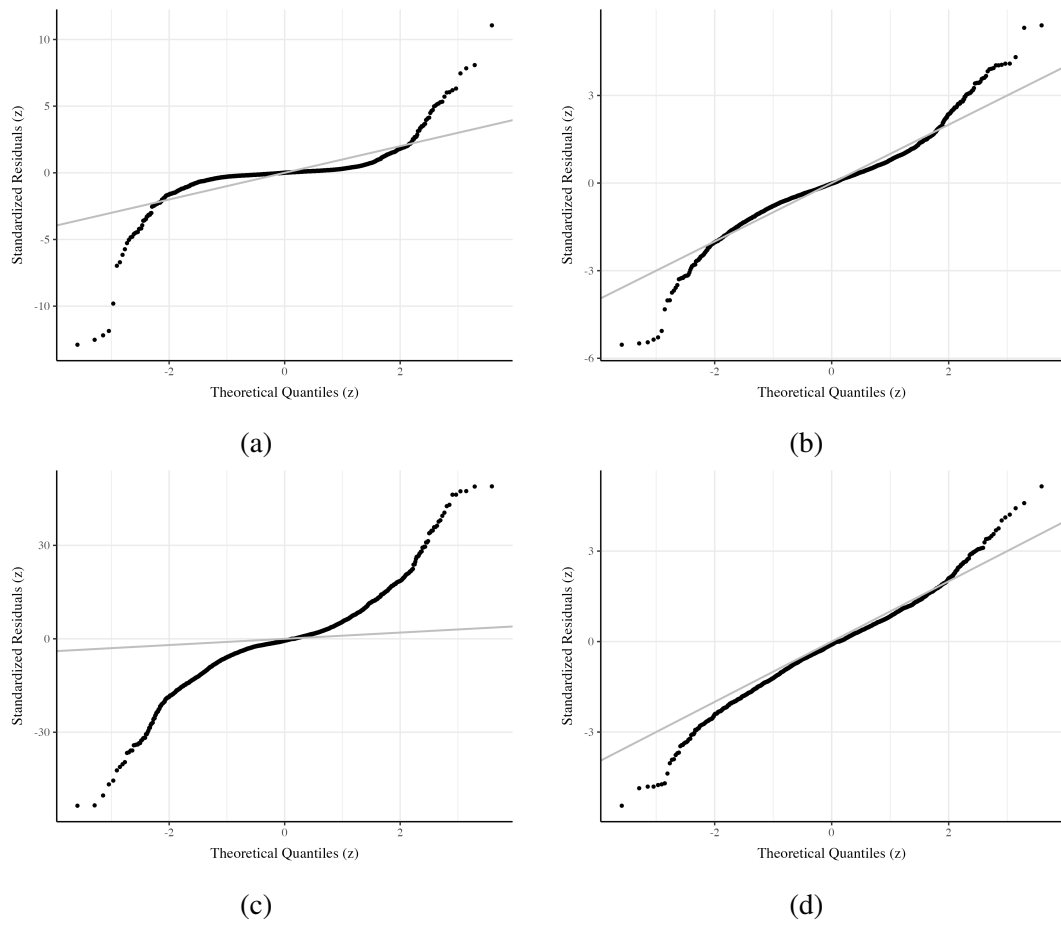 10
5
0
-5
-10
Standardized Residuals (z)
-2 0 2
Theoretical Quantiles (z)
(a)
3
0
-3
-6
Standardized Residuals (z)
-2 0 2
Theoretical Quantiles (z)
(b)
30
0
-30
Standardized Residuals (z)
-2 0 2
Theoretical Quantiles (z)
(c)
3
0
-3
Standardized Residuals (z)
-2 0 2
Theoretical Quantiles (z)
(d)